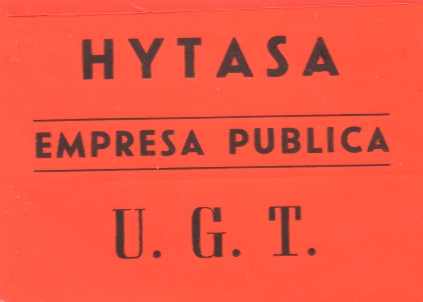 HYTASA
EMPRESA PUBLICA
U. G. T.